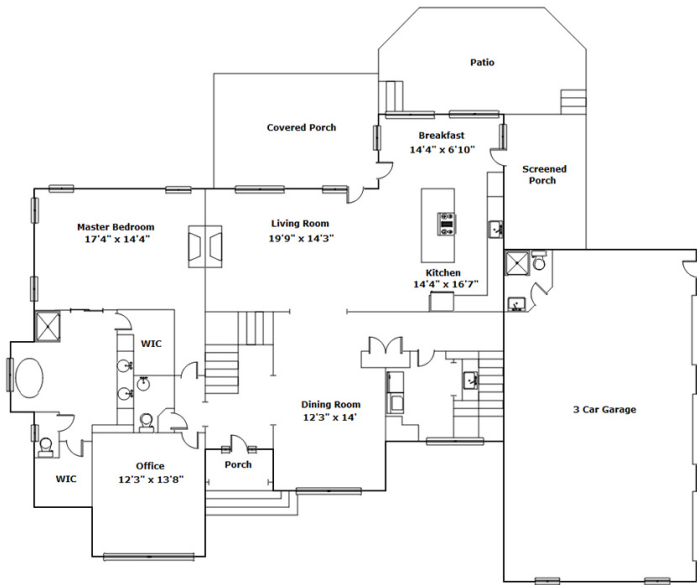 Patio
Covered Porch
Breakfast
14'4" x 6'10"
Screened
Porch
Master Bedroom
17'4" x 14'4"
Living Room
19'9" x 14'3"
Kitchen
14'4" x 16'7"
WIC
Dining Room
12'3" x 14'
3 Car Garage
WIC
Office
12'3" x 13'8"
Porch